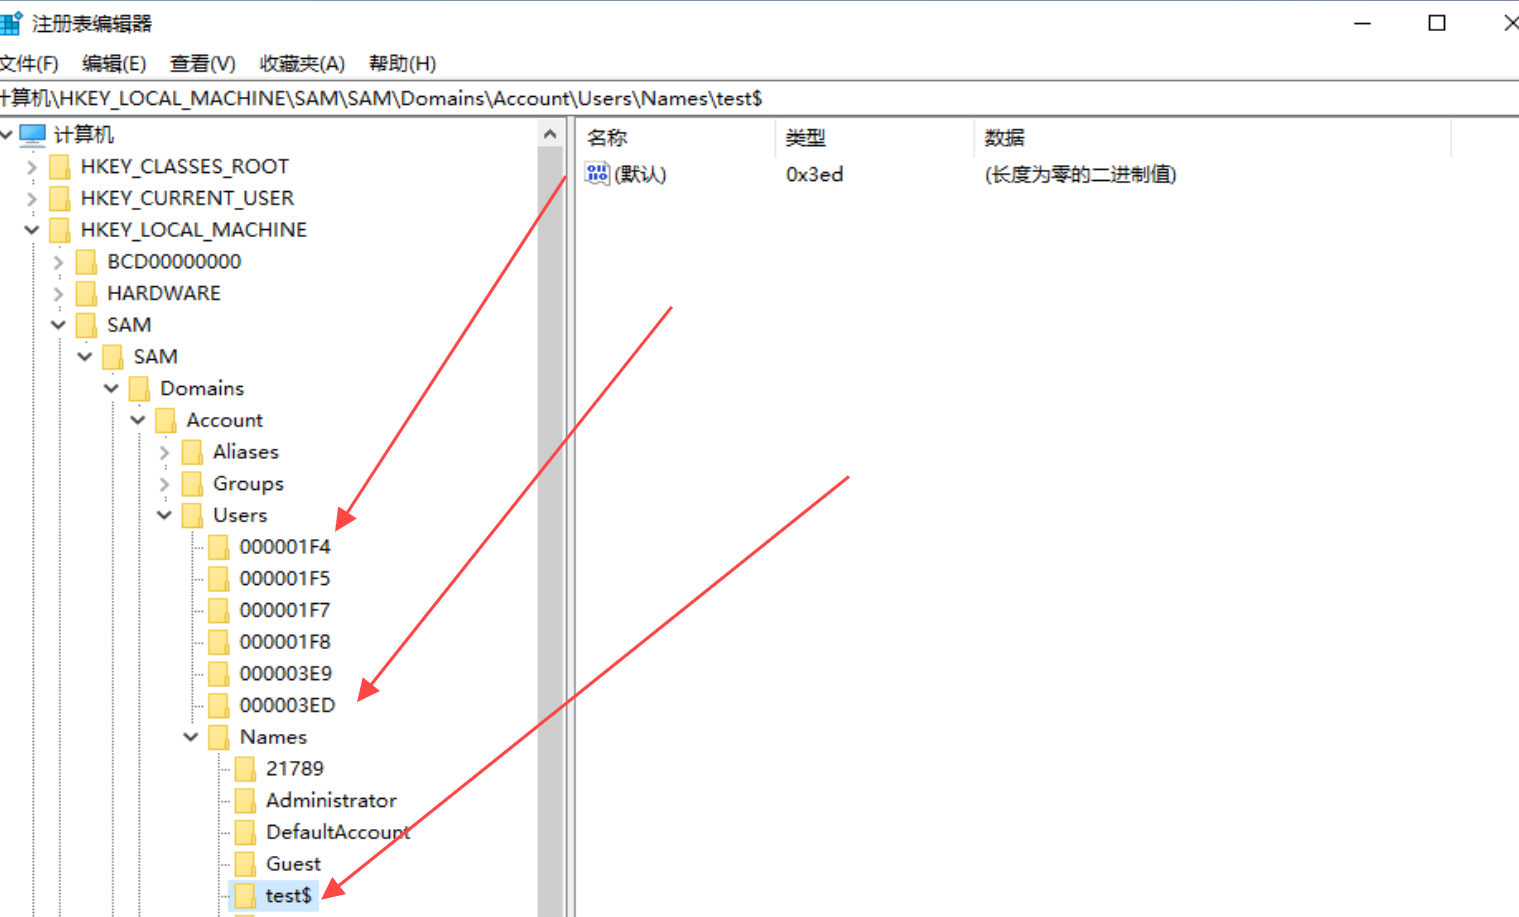 注册表编辑器
文件(F) 编辑(E) 查看(V) 收藏夹(A) 帮助(H)
计算机\HKEY_LOCAL_MACHINE\SAM\SAM\Domains\Account\Users\Names\test$
计算机
HKEY_CLASSES_ROOT
HKEY_CURRENT_USER
HKEY_LOCAL_MACHINE
BCD00000000
HARDWARE
SAM
SAM
Domains
Account
Aliases
Groups
Users
000001F4
000001F5
000001F7
000001F8
000003E9
000003ED
Names
21789
Administrator
DefaultAccount
Guest
test$
名称 类型 数据
(默认) 0x3ed (长度为零的二进制值)